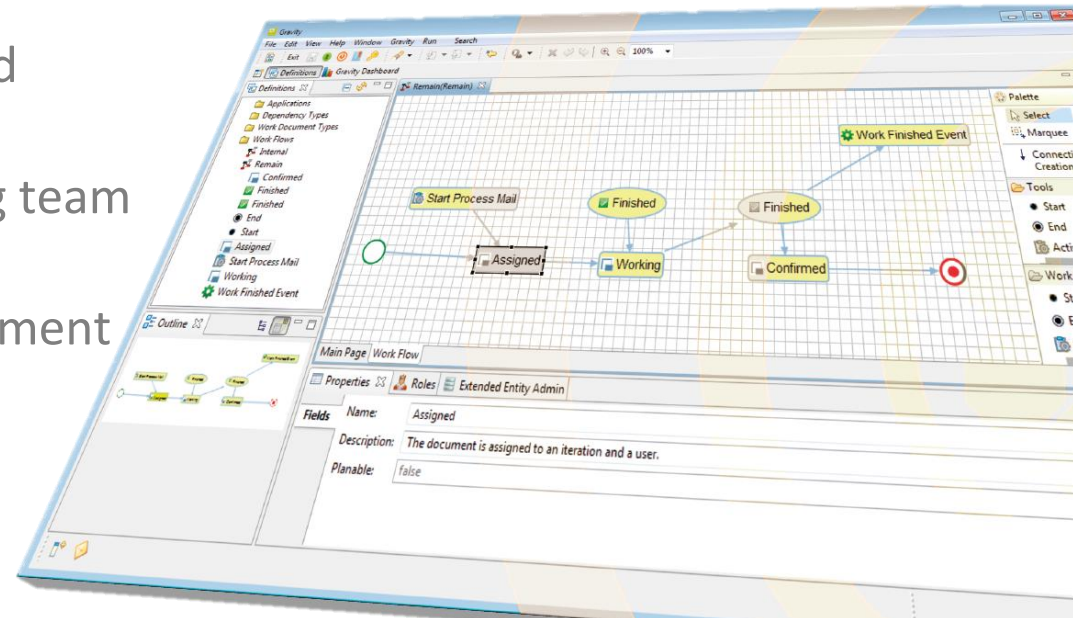 d
g team
ment
Gravity
File Edit View Help Window Gravity Run Search
Exit 100%
Definitions Gravity Dashboard
Definitions
Applications
Dependency Types
Work Document Types
Work Flows
Internal
Remain
Confirmed
Finished
Finished
End
Start
Assigned
Start Process Mail
Working
Work Finished Event
Outline
Remain(Remain)
Work Finished Event
Start Process Mail
Finished
Finished
Assigned
Working
Confirmed
Main Page Work Flow
Palette
Select
Marquee
Connecti
Creation
Tools
Start
End
Acti
Work
St
E
Properties Roles Extended Entity Admin
Fields
Name: Assigned
Description: The document is assigned to an iteration and a user.
Planable: false